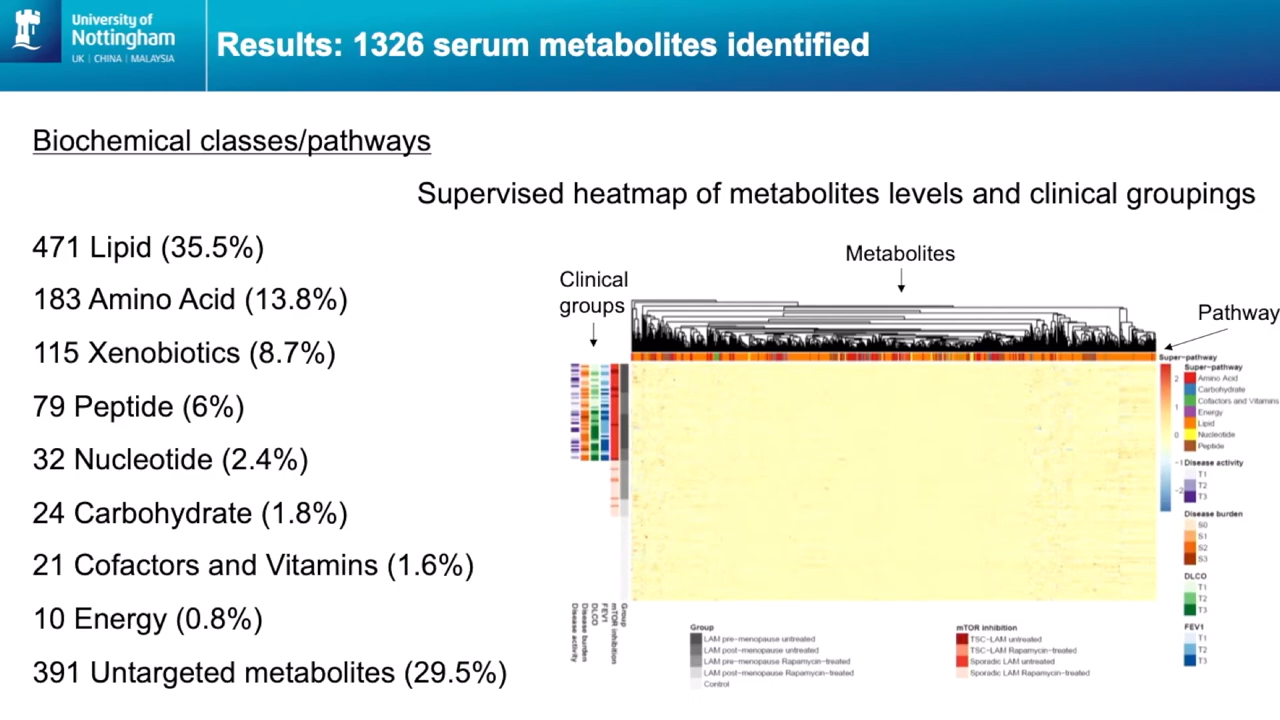 University of
Nottingham
UK | CHINA | MALAYSIA
Results: 1326 serum metabolites identified
Biochemical classes/pathways
Supervised heatmap of metabolites levels and clinical groupings
471 Lipid (35.5%)
183 Amino Acid (13.8%)
115 Xenobiotics (8.7%)
79 Peptide (6%)
32 Nucleotide (2.4%)
24 Carbohydrate (1.8%)
21 Cofactors and Vitamins (1.6%)
10 Energy (0.8%)
391 Untargeted metabolites (29.5%)
Clinical
groups
Metabolites
Pathway
Super-pathway
2
1
0
-1
-2
Super-pathway
Amino Acid
Carbohydrate
Cofactors and Vitamins
Energy
Lipid
Nucleotide
Peptide
Disease activity
T1
T2
T3
Disease burden
S0
S1
S2
S3
DLCO
T1
T2
T3
FEV1
T1
T2
T3
Disease activity
Disease burden
DLCO
FEV1
mTOR inhibition
Group
Group
LAM pre-menopause untreated
LAM post-menopause untreated
LAM pre-menopause Rapamycin-treated
LAM post-menopause Rapamycin-treated
Control
mTOR inhibition
TSC-LAM untreated
TSC-LAM Rapamycin-treated
Sporadic LAM untreated
Sporadic LAM Rapamycin-treated